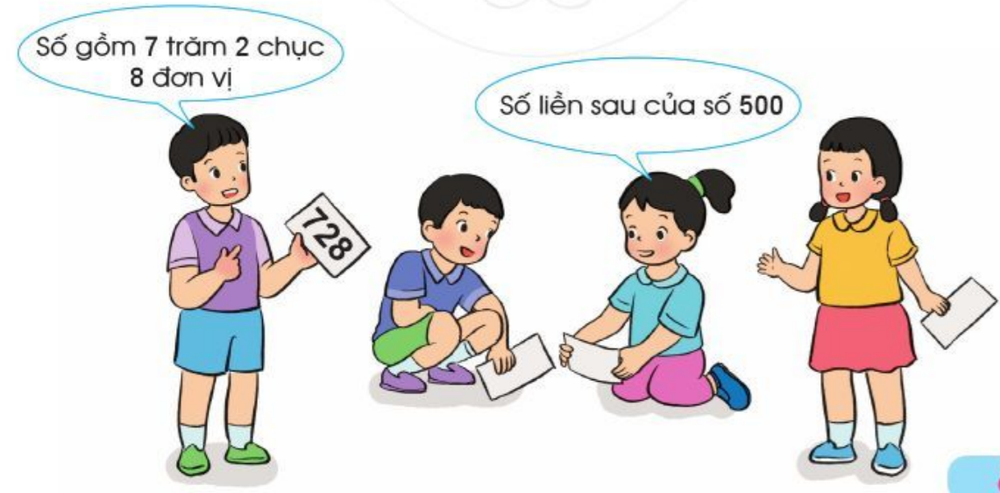 Số gồm 7 trăm 2 chục
8 đơn vị
Số liền sau của số 500
728